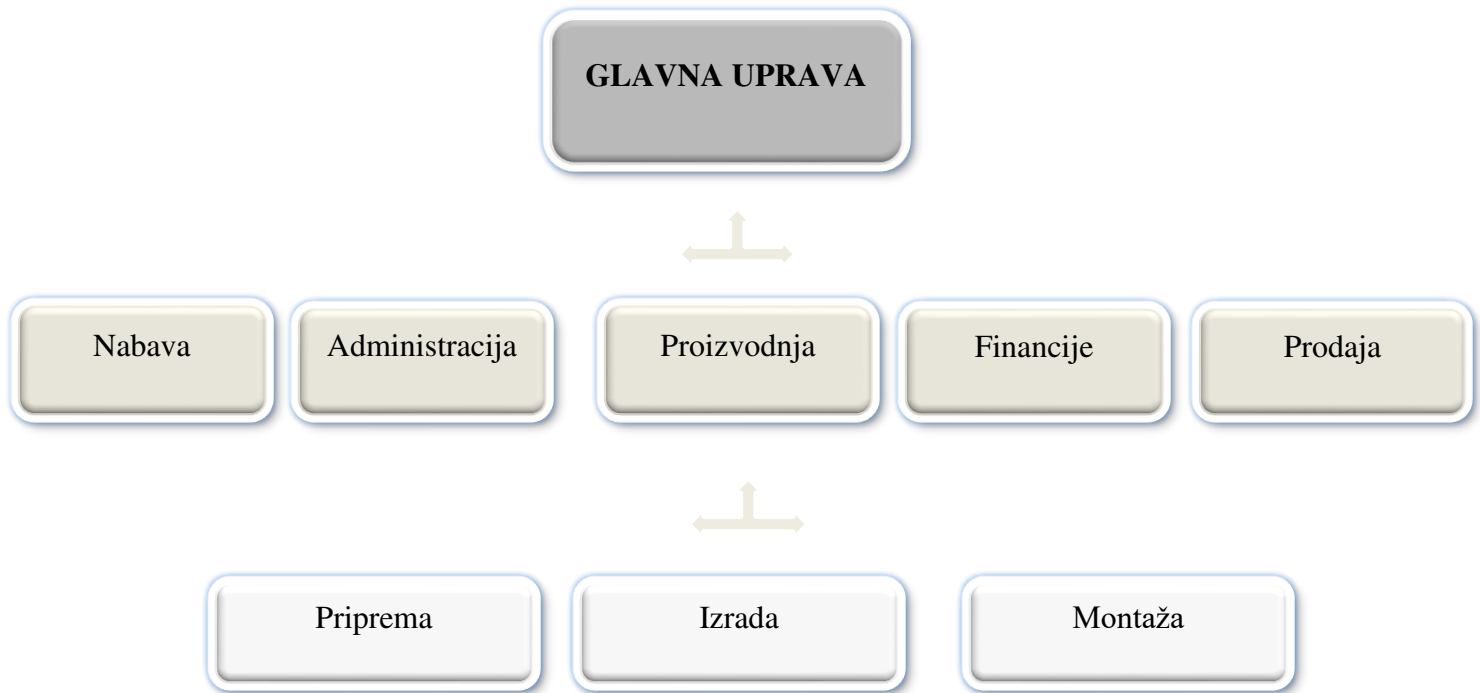 GLAVNA UPRAVA
Nabava
Administracija
Proizvodnja
Financije
Prodaja
Priprema
Izrada
Montaža